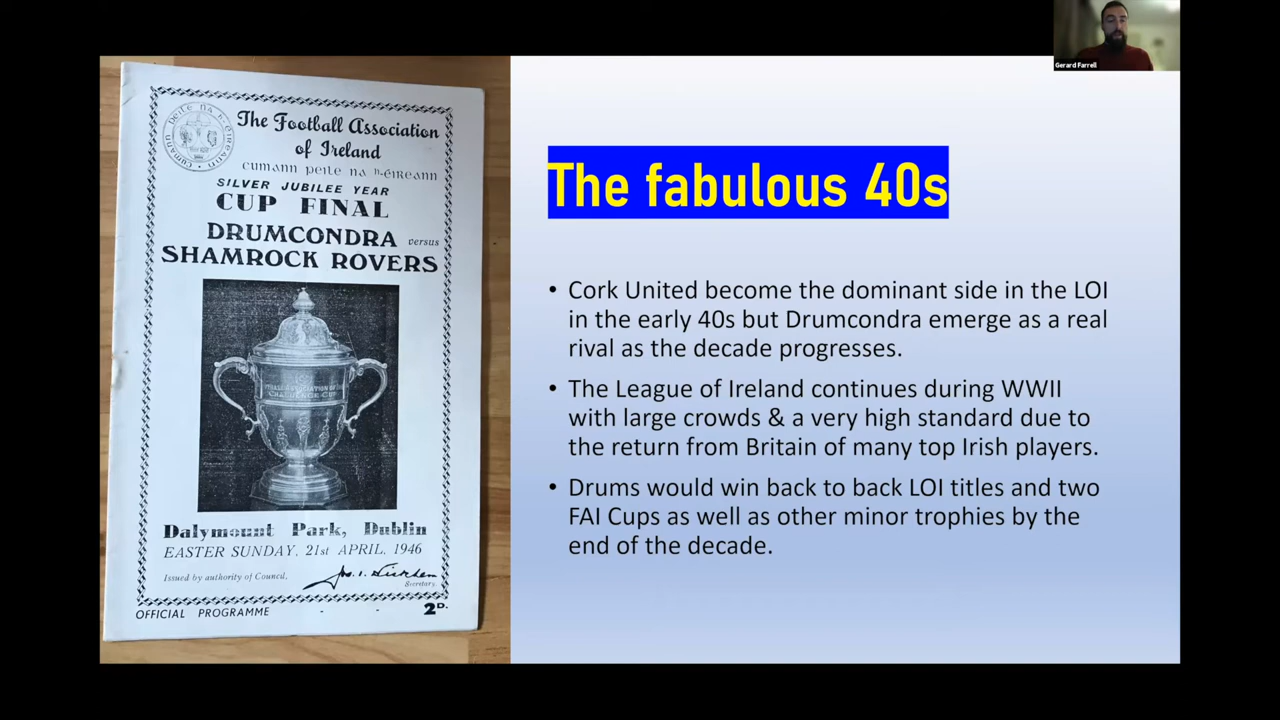 Gerard Farrell
The Football Association
of Ireland
cumann peile na h-éireann
SILVER JUBILEE YEAR
CUP FINAL
DRUMCONDRA versus
SHAMROCK ROVERS
CHALLENGE CUP
Dalymount Park, Dublin
EASTER SUNDAY, 21st APRIL, 1946
Issued by authority of Council.
Secretary.
OFFICIAL PROGRAMME
2D.
The fabulous 40s
• Cork United become the dominant side in the LOI
in the early 40s but Drumcondra emerge as a real
rival as the decade progresses.
• The League of Ireland continues during WWII
with large crowds & a very high standard due to
the return from Britain of many top Irish players.
• Drums would win back to back LOI titles and two
FAI Cups as well as other minor trophies by the
end of the decade.